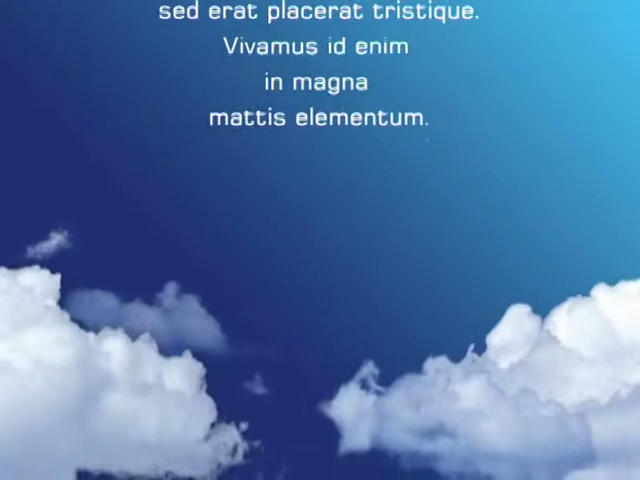 sed erat placerat tristique.
Vivamus id enim
in magna
mattis elementum.